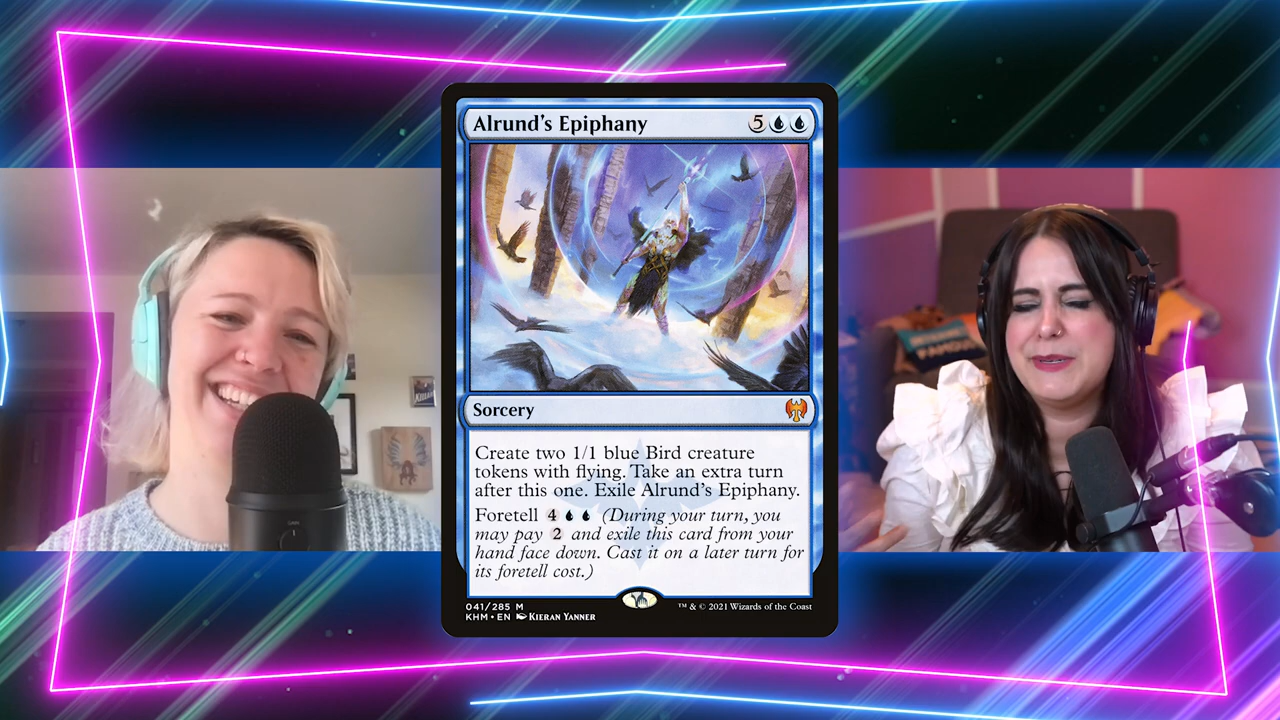 Alrund's Epiphany 5
Sorcery
Create two 1/1 blue Bird creature
tokens with flying. Take an extra turn
after this one. Exile Alrund's Epiphany.
Foretell 4 (During your turn, you
may pay 2 and exile this card from your
hand face down. Cast it on a later turn for
its foretell cost.)
041/285 M
KHM • EN Kieran Yanner
™ & © 2021 Wizards of the Coast